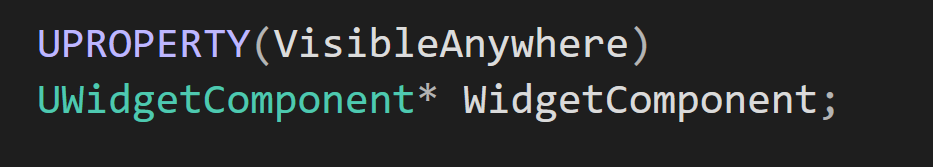 UPROPERTY(VisibleAnywhere)
UWidgetComponent* WidgetComponent;